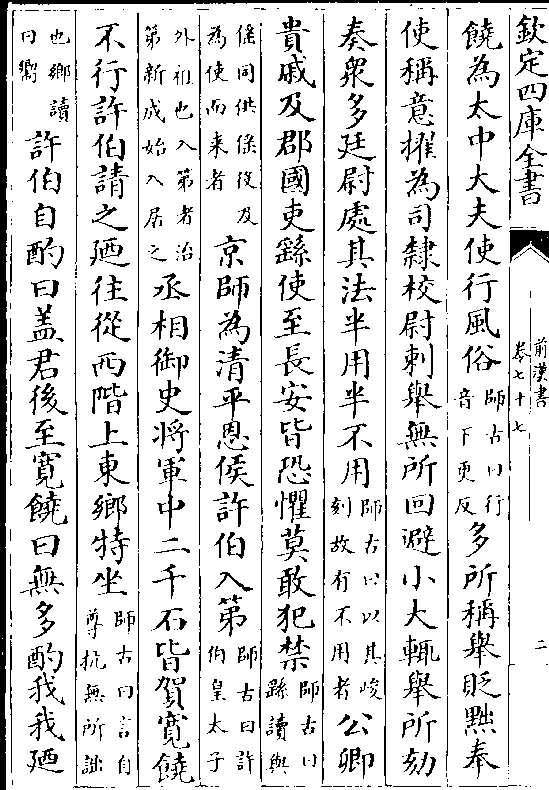 欽定四庫全書
前漢書
卷七十七
二
饒為太中大夫使行風俗師古曰行音下更反多所稱舉貶黜奉
使稱意擢為司隸校尉刺舉無所回避小大輒舉所劾
奏衆多廷尉處其法半用半不用師古曰以其峻刻故有不用者公卿
貴戚及郡國吏繇使至長安皆恐懼莫敢犯禁師古曰繇讀與
傜同供傜役及為使而来者京師為清平恩侯許伯入第師古曰許伯皇太子
外祖也入第者治第新成始入居之丞相御史將軍中二千石皆賀寛饒
不行許伯請之廼往從西階上東鄉特坐師古曰言自尊抗無所詘
也鄉讀曰嚮許伯自酌曰盖君後至寛饒曰無多酌我我廼